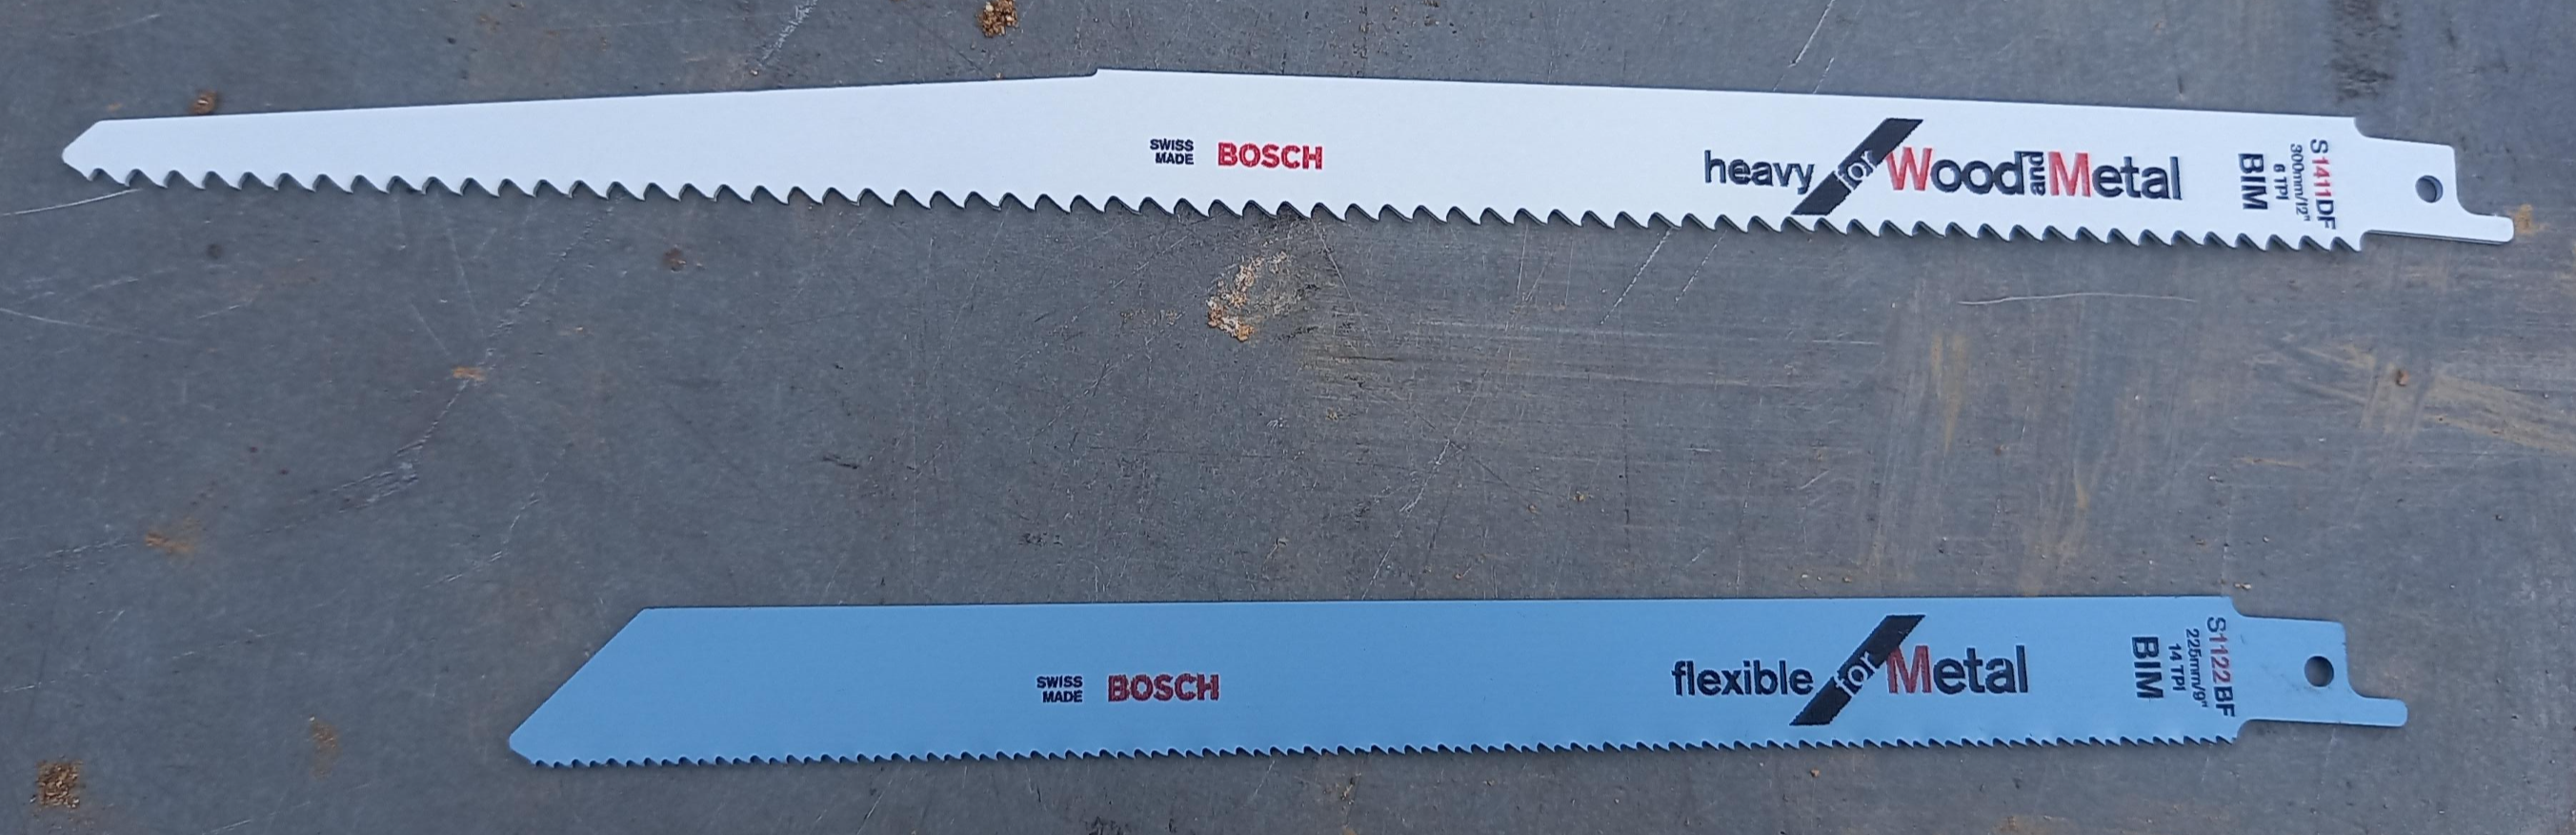 SWISS
MADE
BOSCH
heavy for Wood and Metal
BIM
6 TPI
300mm/12"
S1411DF
SWISS
MADE
BOSCH
flexible for Metal
BIM
14 TPI
225mm/9"
S1122BF